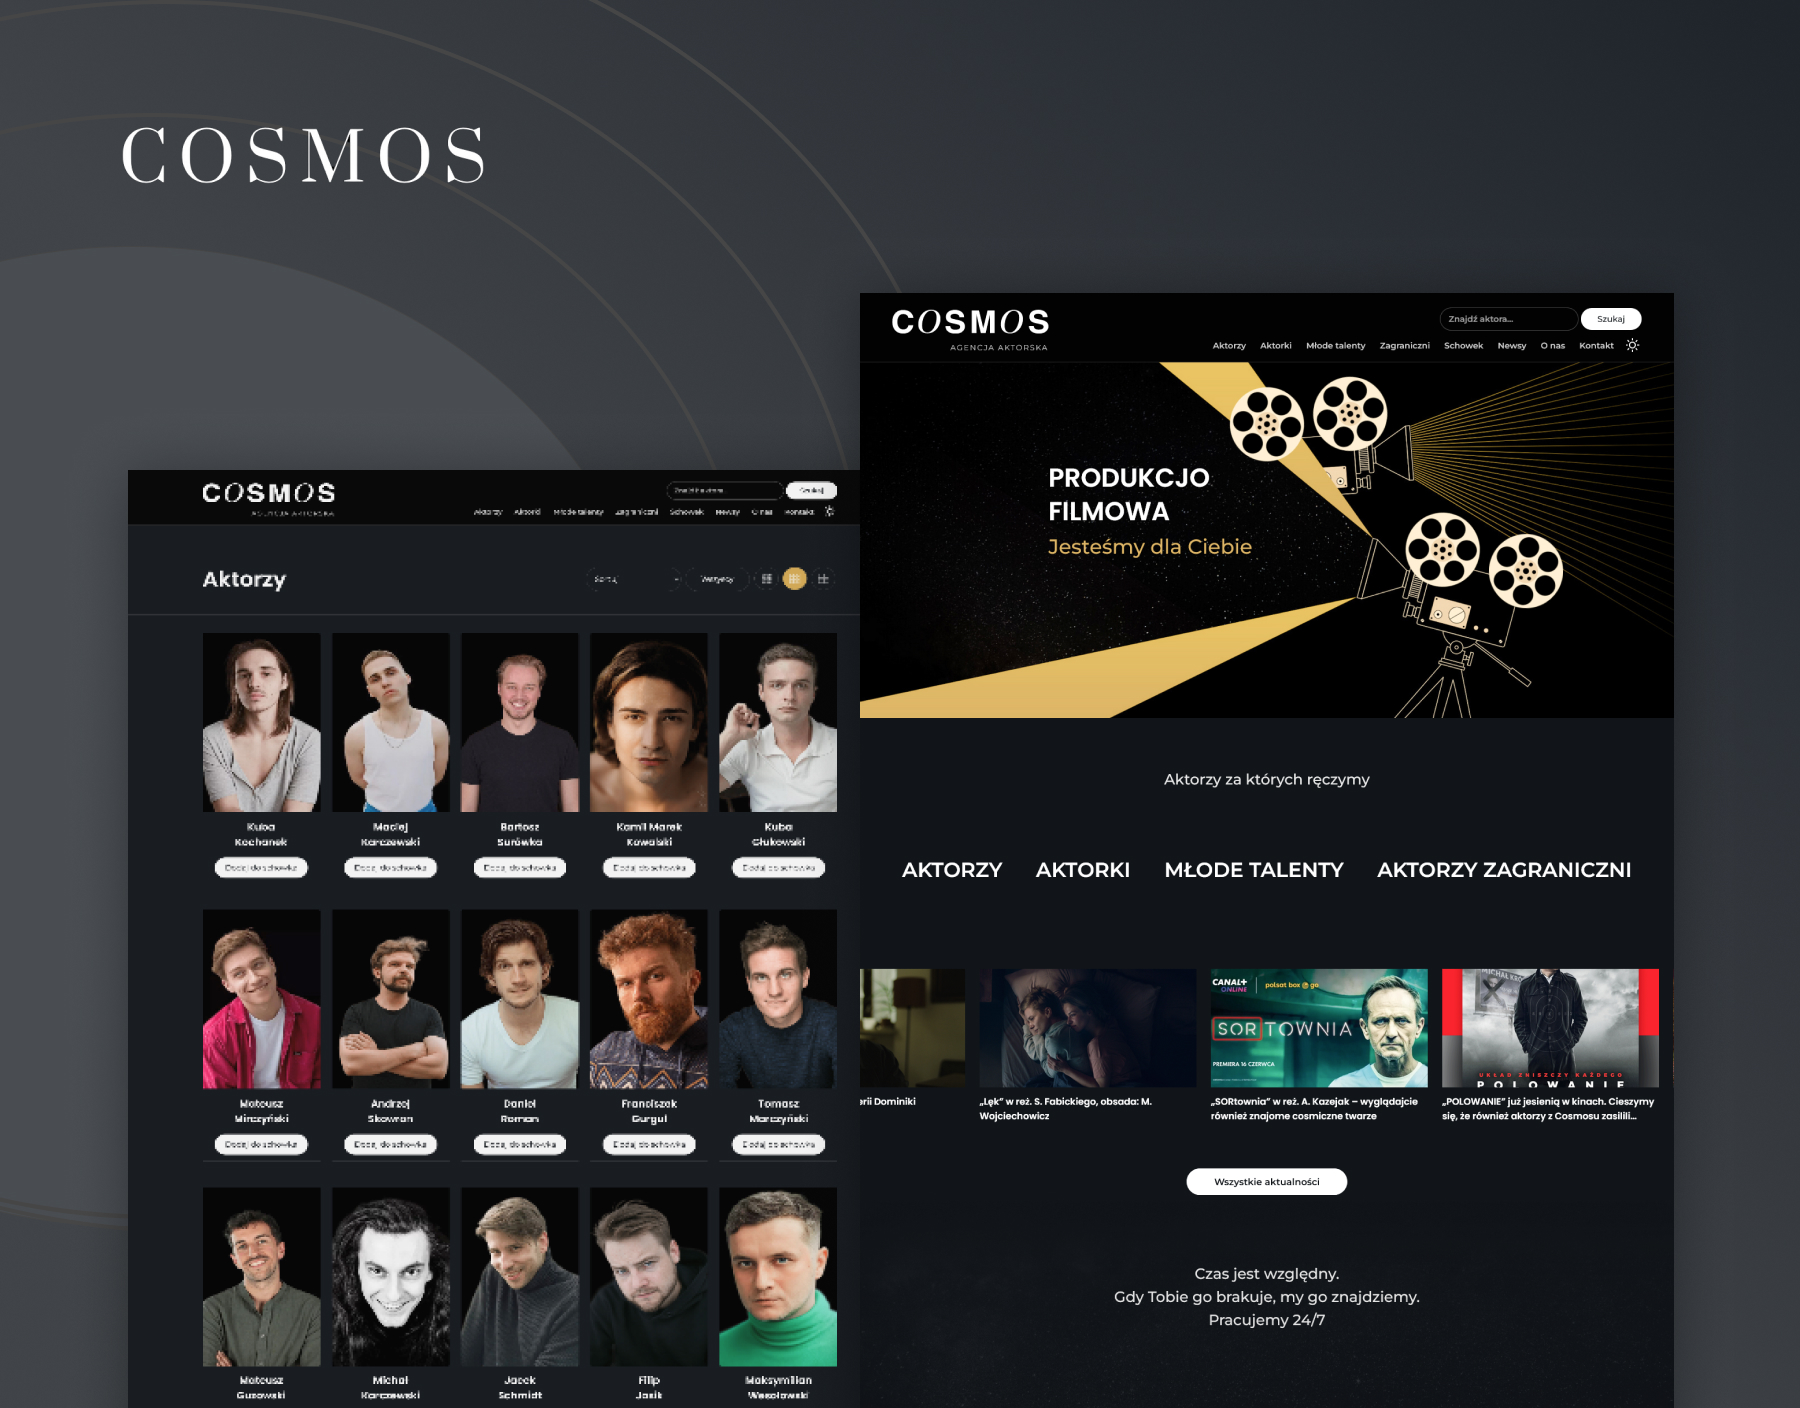 COSMOS
COSMOS
AGENCJA AKTORSKA
Znajdź aktora...
Szukaj
Aktorzy Aktorki Młode talenty Zagraniczni Schowek Newsy O nas Kontakt
PRODUKCJO
FILMOWA
Jesteśmy dla Ciebie
Aktorzy za których ręczymy
AKTORZY AKTORKI MŁODE TALENTY AKTORZY ZAGRANICZNI
CANAL+
ONLINE
polsat box go
SORTOWNIA
PREMIERA 16 CZERWCA
UKŁAD ZNISZCZY KAŻDEGO
POLOWANIE
erii Dominiki
„Lęk” w reż. S. Fabickiego, obsada: M.
Wojciechowicz
„SORtownia” w reż. A. Kazejak – wyglądajcie
również znajome cosmiczne twarze
„POLOWANIE” już jesienią w kinach. Cieszymy
się, że również aktorzy z Cosmosu zasilili...
Wszystkie aktualności
Czas jest względny.
Gdy Tobie go brakuje, my go znajdziemy.
Pracujemy 24/7
COSMOS
AGENCJA AKTORSKA
Znajdź aktora...
Szukaj
Aktorzy Aktorki Młode talenty Zagraniczni Schowek Newsy O nas Kontakt
Aktorzy
Sortuj
Wszyscy
Kuba
Kochanek
Maciej
Karczewski
Bartosz
Surówka
Kamil Marek
Kowalski
Kuba
Głukowski
Dodaj do schowka
Dodaj do schowka
Dodaj do schowka
Dodaj do schowka
Dodaj do schowka
Mateusz
Mirczyński
Andrzej
Skowron
Daniel
Roman
Franciszek
Gurgul
Tomasz
Marczyński
Dodaj do schowka
Dodaj do schowka
Dodaj do schowka
Dodaj do schowka
Dodaj do schowka
Mateusz
Gurowski
Michał
Karczewski
Jacek
Schmidt
Filip
Jasik
Maksymilian
Wesołowski